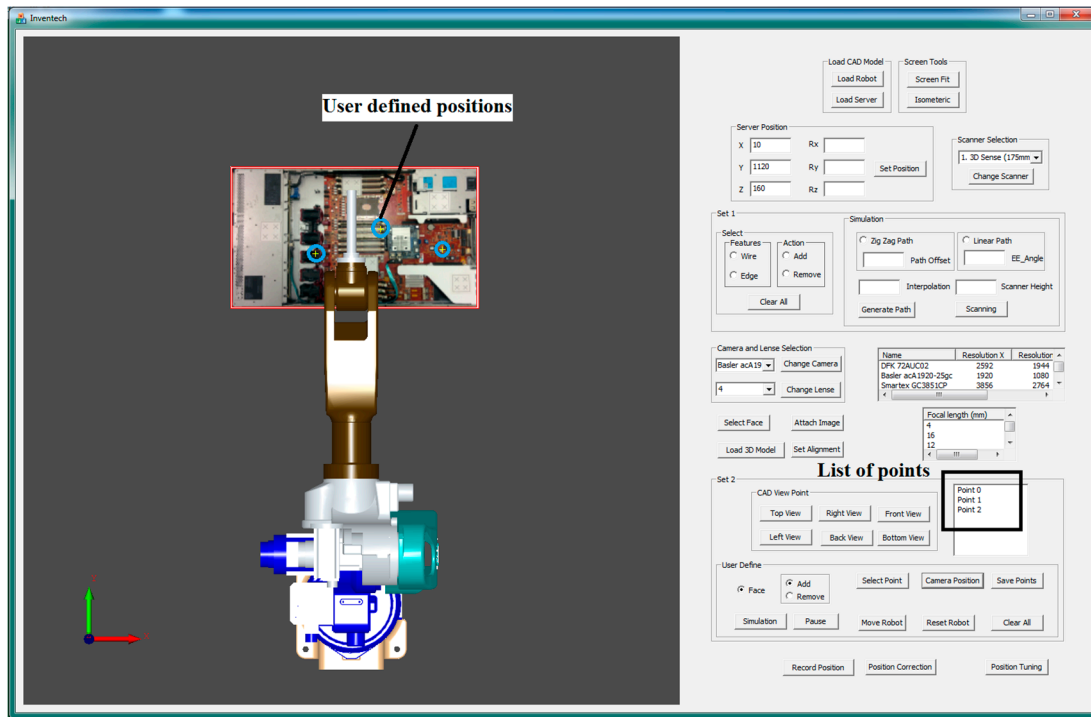 Inventech
User defined positions
Load CAD Model
Load Robot
Load Server
Screen Tools
Screen Fit
Isometeric
Server Position
X 10 Rx
Y 1120 Ry
Z 160 Rz
Set Position
Scanner Selection
1. 3D Sense (175mm
Change Scanner
Set 1
Select
Features
Wire
Edge
Action
Add
Remove
Clear All
Simulation
Zig Zag Path
Path Offset
Linear Path
EE_Angle
Interpolation
Scanner Height
Generate Path
Scanning
Camera and Lense Selection
Basler acA19
Change Camera
4
Change Lense
Name Resolution X Resolution
DFK 72AUC02 2592 1944
Basler acA1920-25gc 1920 1080
Smartex GC3851CP 3856 2764
Select Face
Attach Image
Load 3D Model
Set Alignment
Focal length (mm)
4
16
12
List of points
Set 2
CAD View Point
Top View
Right View
Front View
Left View
Back View
Bottom View
Point 0
Point 1
Point 2
User Define
Face
Add
Remove
Select Point
Camera Position
Save Points
Simulation
Pause
Move Robot
Reset Robot
Clear All
Record Position
Position Correction
Position Tuning